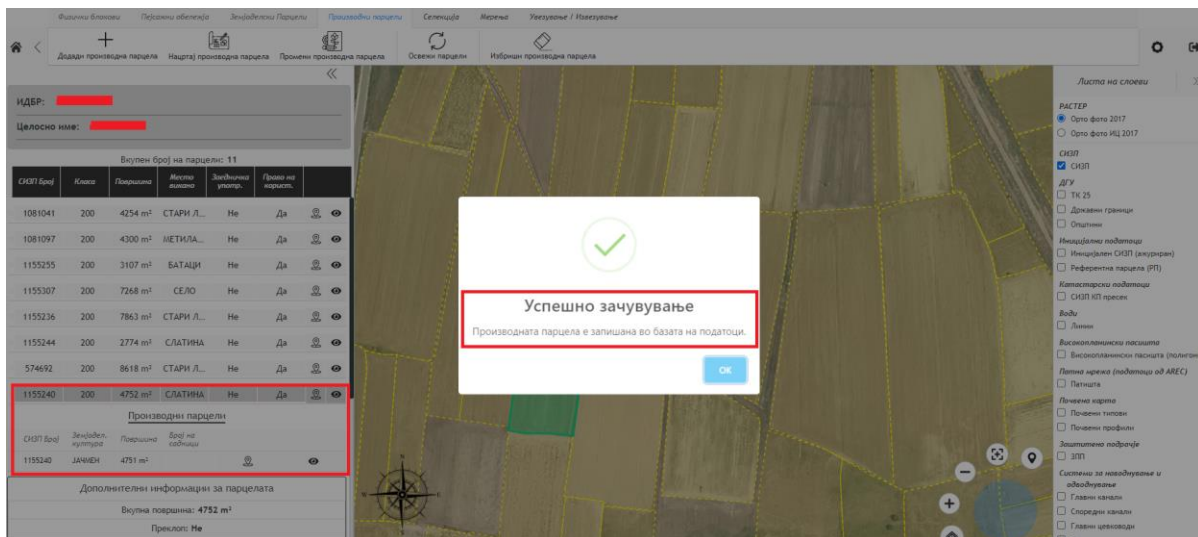 Физички блокови Пејсажни обележја Земјоделски Парцели Производни парцели Селекција Мерења Увезување / Извезување
Додади производна парцела Нацртај производна парцела Промени производна парцела Освежи парцели Избриши производна парцела
ИДБР:
Целосно име:
Вкупен број на парцели: 11
СИЗП Број Класа Површина Место викано Заедничка употр. Право на корист.
1081041 200 4254 m² СТАРИ Л... Не Да
1081097 200 4300 m² МЕТИЛА... Не Да
1155255 200 3107 m² БАТАЦИ Не Да
1155307 200 7268 m² СЕЛО Не Да
1155236 200 7863 m² СТАРИ Л... Не Да
1155244 200 2774 m² СЛАТИНА Не Да
574692 200 8618 m² СТАРИ Л... Не Да
1155240 200 4752 m² СЛАТИНА Не Да
Производни парцели
СИЗП Број Земјодел. култура Површина Број на садници
1155240 ЈАЧМЕН 4751 m²
Дополнителни информации за парцелата
Вкупна површина: 4752 m²
Преклоп: Не
Успешно зачувување
Производната парцела е запишана во базата на податоци.
ОК
Листа на слоеви
РАСТЕР
Орто фото 2017
Орто фото ИЦ 2017
СИЗП
СИЗП
ДГУ
ТК 25
Државни граници
Општини
Иницијални податоци
Иницијален СИЗП (ажуриран)
Референтна парцела (РП)
Катастарски податоци
СИЗП КП пресек
Води
Линии
Високопланински пасишта
Високопланински пасишта (полигон
Патна мрежа (податоци од AREC)
Патишта
Почвена карта
Почвени типови
Почвени профили
Заштитено подрачје
ЗПП
Системи за наводнување и
одводнување
Главни канали
Споредни канали
Главни цевководи